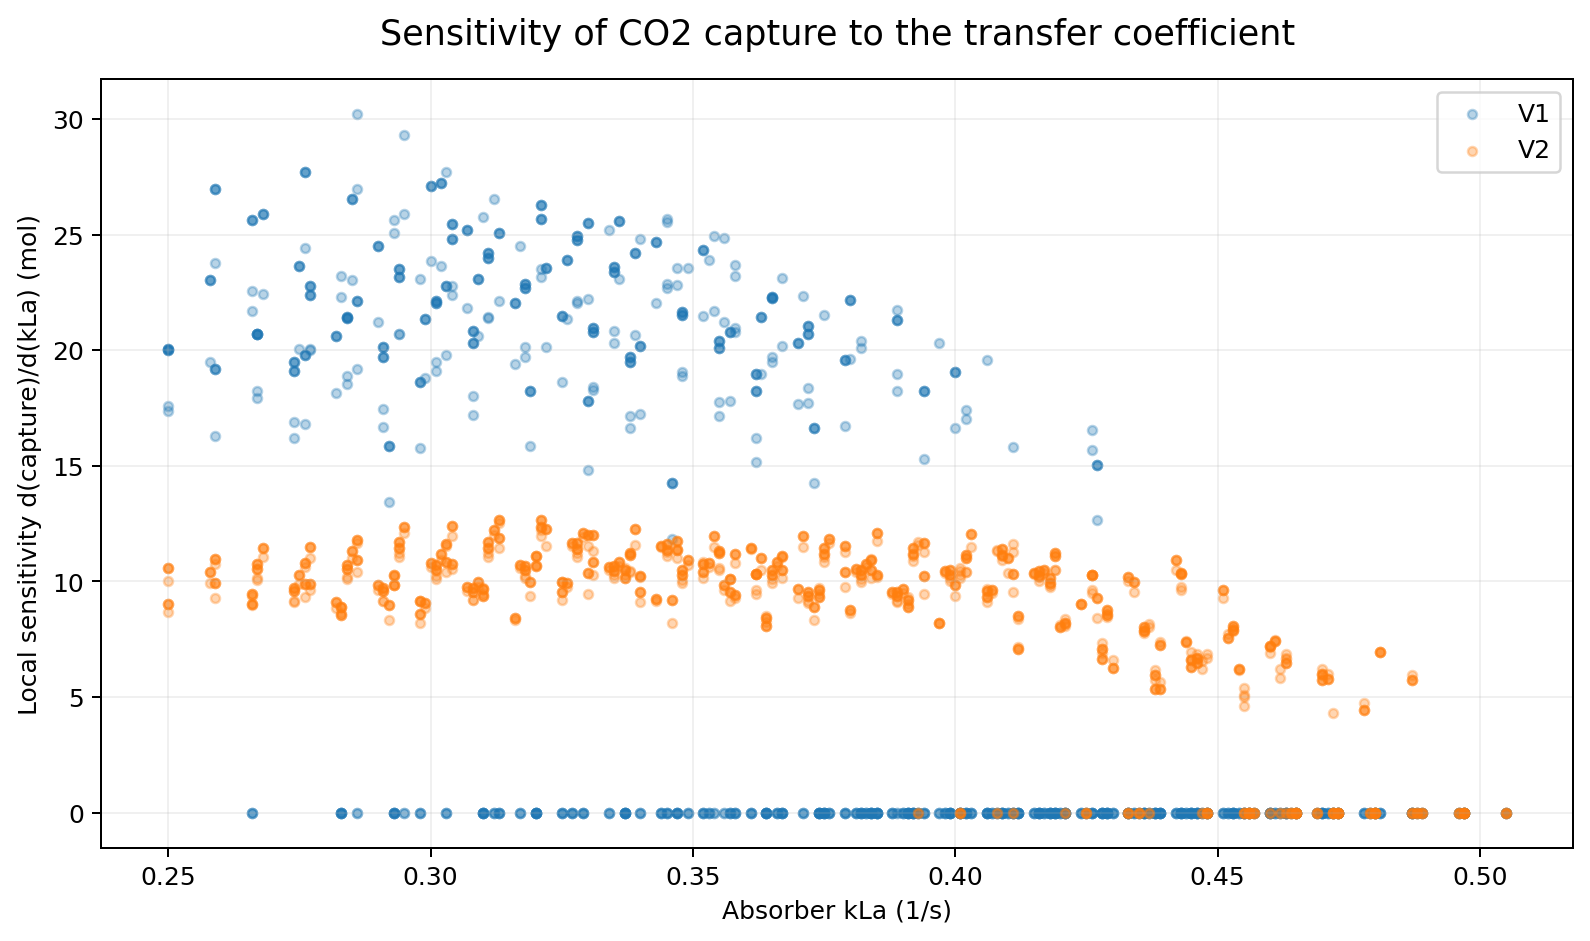 Sensitivity of CO2 capture to the transfer coefficient
V1
V2
Local sensitivity d(capture)/d(kLa) (mol)
30
25
20
15
10
5
0
0.25 0.30 0.35 0.40 0.45 0.50
Absorber kLa (1/s)